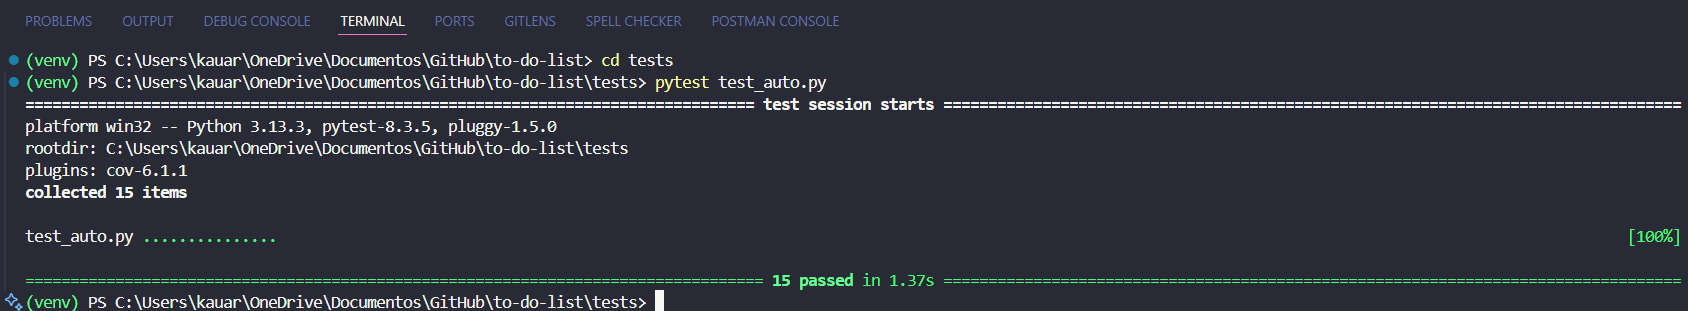 PROBLEMS OUTPUT DEBUG CONSOLE TERMINAL PORTS GITLENS SPELL CHECKER POSTMAN CONSOLE
(venv) PS C:\Users\kauar\OneDrive\Documentos\GitHub\to-do-list> cd tests
(venv) PS C:\Users\kauar\OneDrive\Documentos\GitHub\to-do-list\tests> pytest test_auto.py
================================================================================= test session starts ==================================================================================
platform win32 -- Python 3.13.3, pytest-8.3.5, pluggy-1.5.0
rootdir: C:\Users\kauar\OneDrive\Documentos\GitHub\to-do-list\tests
plugins: cov-6.1.1
collected 15 items
test_auto.py ............... [100%]
================================================================================== 15 passed in 1.37s ==================================================================================
(venv) PS C:\Users\kauar\OneDrive\Documentos\GitHub\to-do-list\tests>